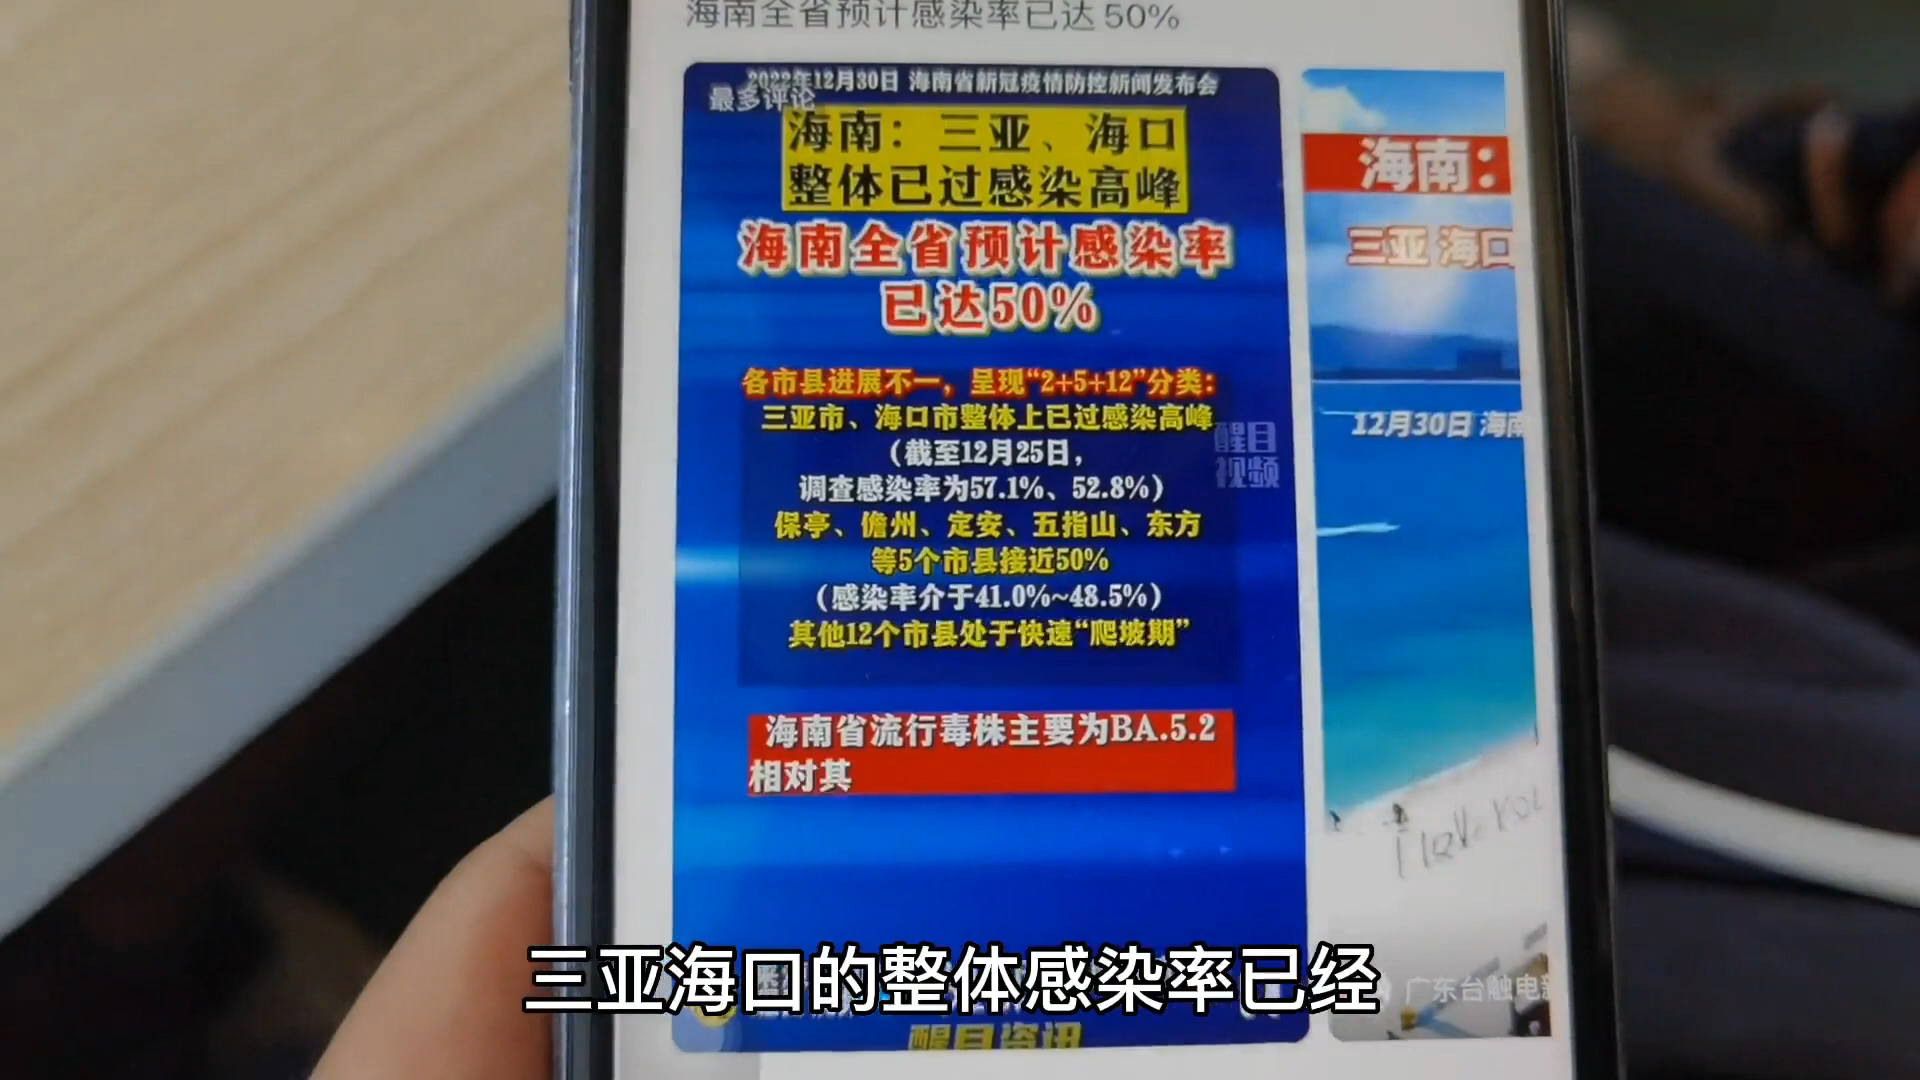 海南全省预计感染率已达50%
2022年12月30日 海南省新冠疫情防控新闻发布会
最多评论
海南：三亚、海口
整体已过感染高峰
海南全省预计感染率
已达50%
各市县进展不一，呈现“2+5+12”分类：
三亚市、海口市整体上已过感染高峰
（截至12月25日，
调查感染率为57.1%、52.8%）
保亭、儋州、定安、五指山、东方
等5个市县接近50%
（感染率介于41.0%~48.5%）
其他12个市县处于快速“爬坡期”
醒目
视频
海南省流行毒株主要为BA.5.2
相对其
醒目资讯
海南：
三亚 海口
12月30日 海南
I love you
广东台触电新
三亚海口的整体感染率已经